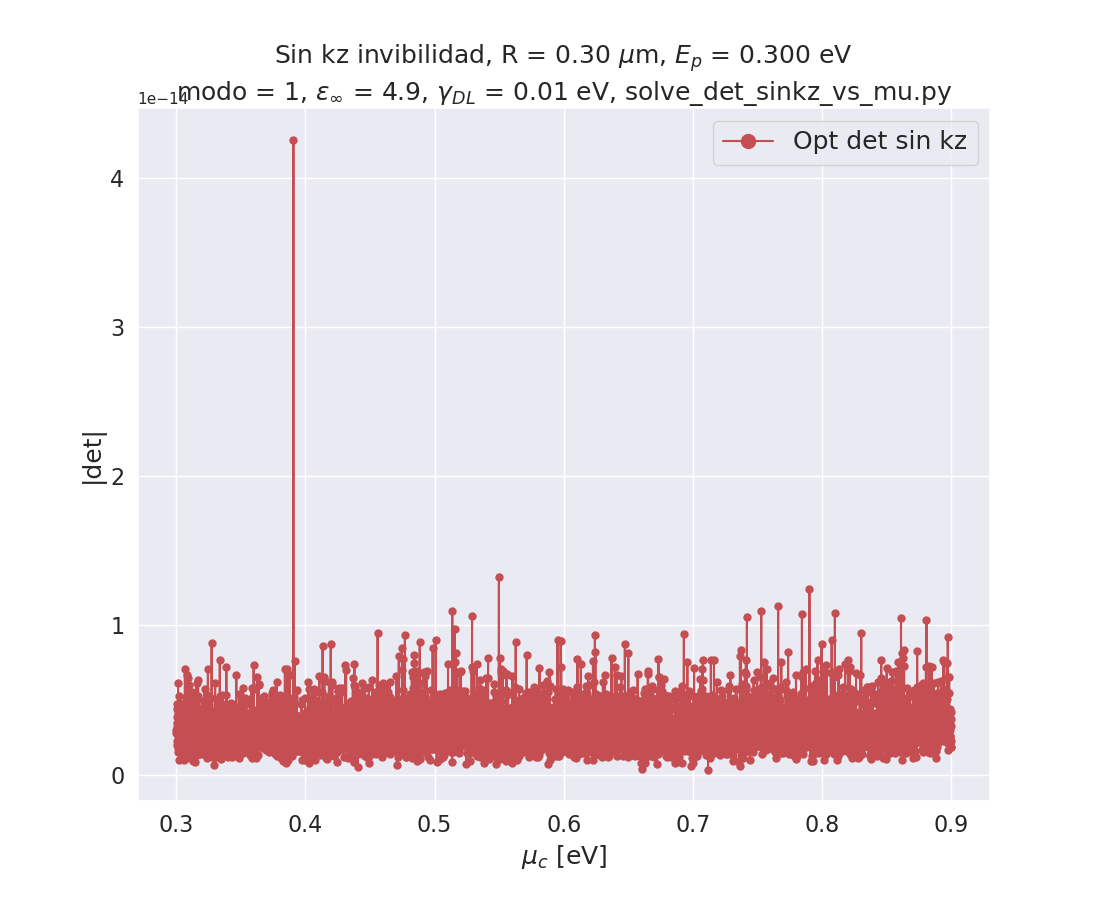 Sin kz invibilidad, R = 0.30 μm, E_p = 0.300 eV
modo = 1, ε_∞ = 4.9, γ_DL = 0.01 eV, solve_det_sinkz_vs_mu.py
1e−14
Opt det sin kz
4
3
2
1
0
|det|
0.3 0.4 0.5 0.6 0.7 0.8 0.9
μ_c [eV]